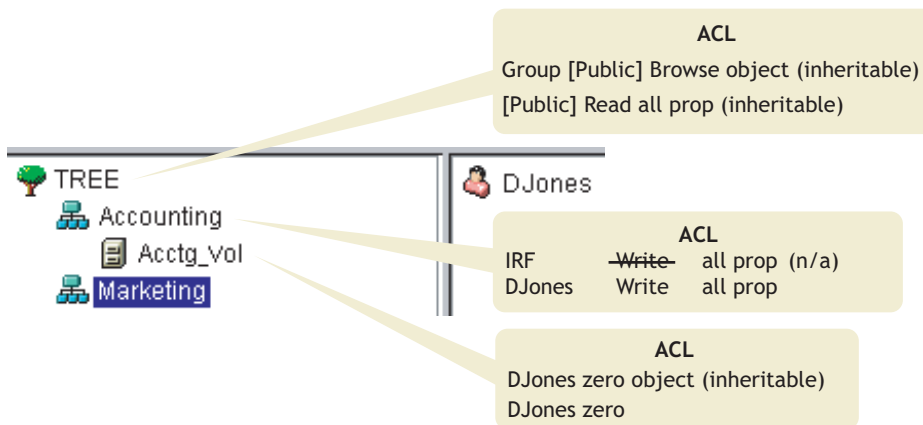 ACL
Group [Public] Browse object (inheritable)
[Public] Read all prop (inheritable)
TREE
Accounting
Acctg_Vol
Marketing
DJones
ACL
IRF Write all prop (n/a)
DJones Write all prop
ACL
DJones zero object (inheritable)
DJones zero